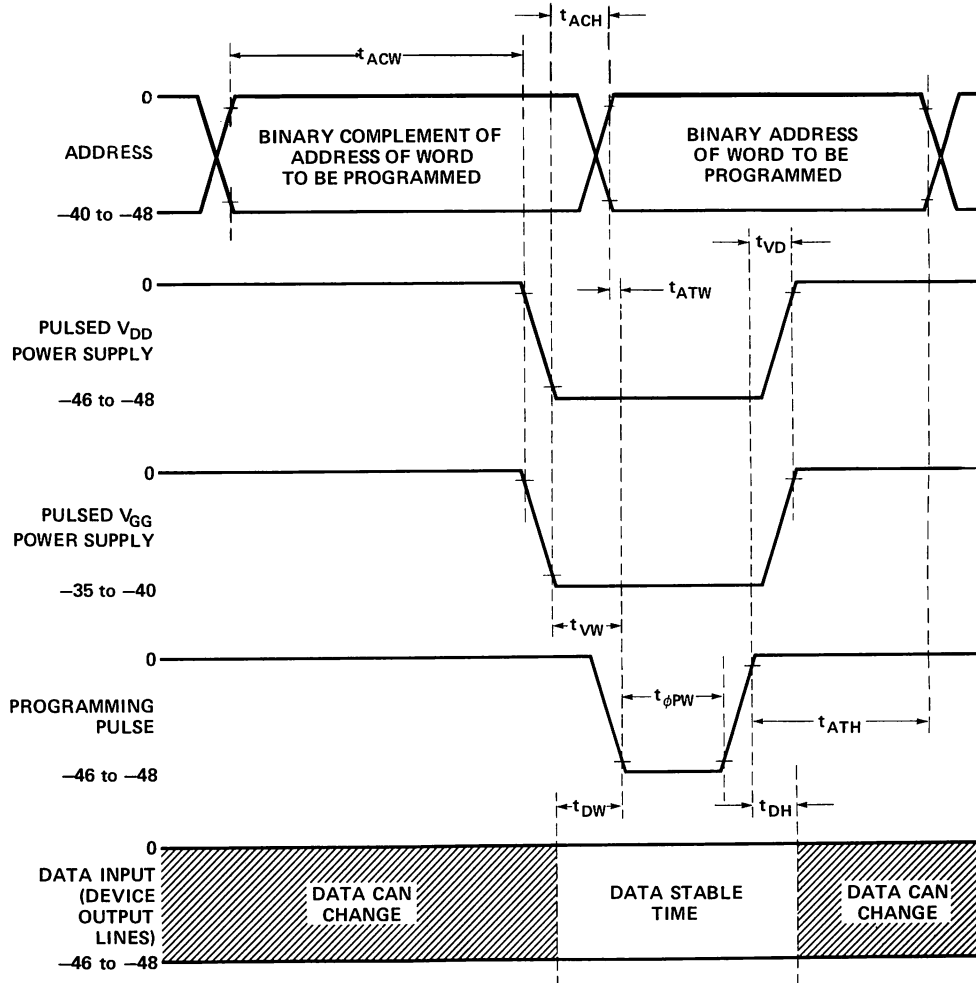 tACH
tACW
0
ADDRESS
BINARY COMPLEMENT OF
ADDRESS OF WORD
TO BE PROGRAMMED
BINARY ADDRESS
OF WORD TO BE
PROGRAMMED
−40 to −48
tVD
0
tATW
PULSED VDD
POWER SUPPLY
−46 to −48
0
PULSED VGG
POWER SUPPLY
−35 to −40
tVW
0
tϕPW
PROGRAMMING
PULSE
tATH
−46 to −48
tDW
tDH
0
DATA INPUT
(DEVICE
OUTPUT
LINES)
DATA CAN
CHANGE
DATA STABLE
TIME
DATA CAN
CHANGE
−46 to −48